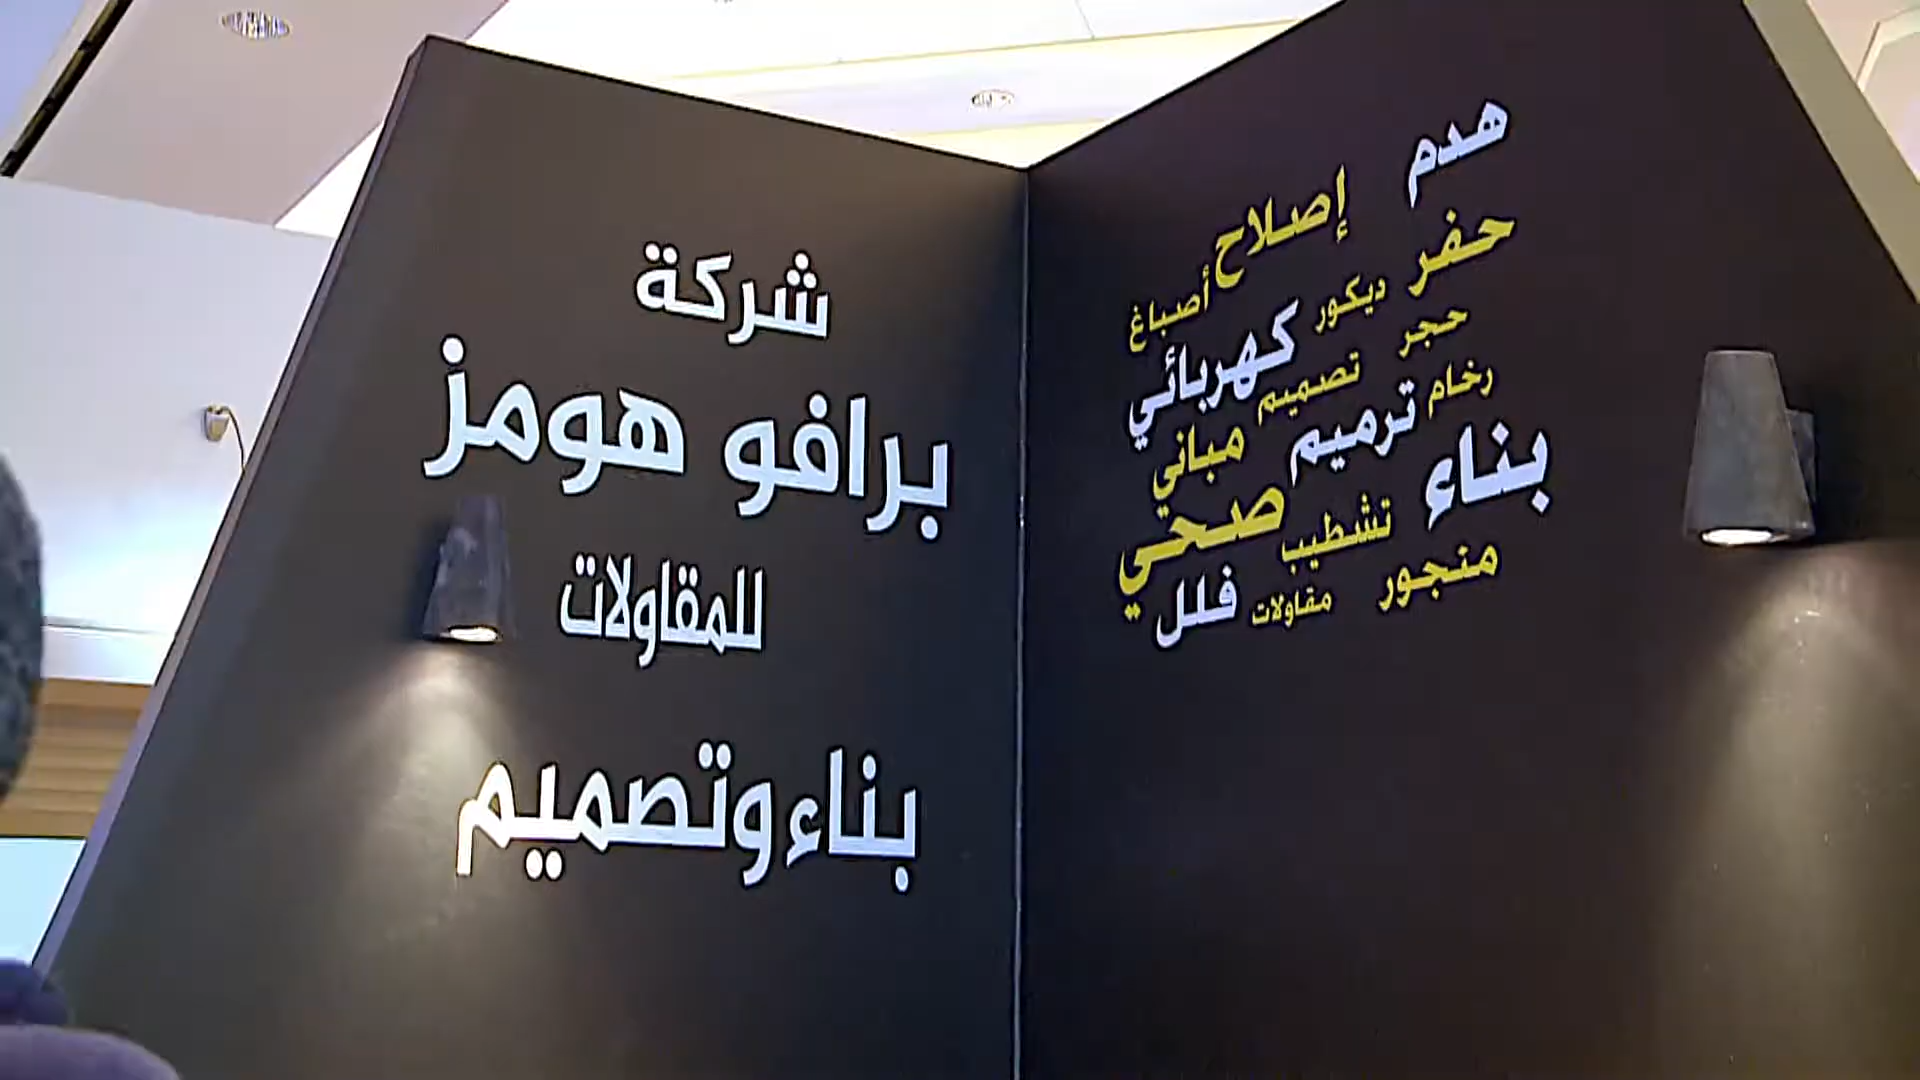 شركة
برافو هومز
للمقاولات
بناء وتصميم
هدم
إصلاح
حفر
أصباغ
ديكور
حجر
كهربائي
تصميم
رخام
مباني
ترميم
بناء
صحي
تشطيب
منجور
فلل
مقاولات